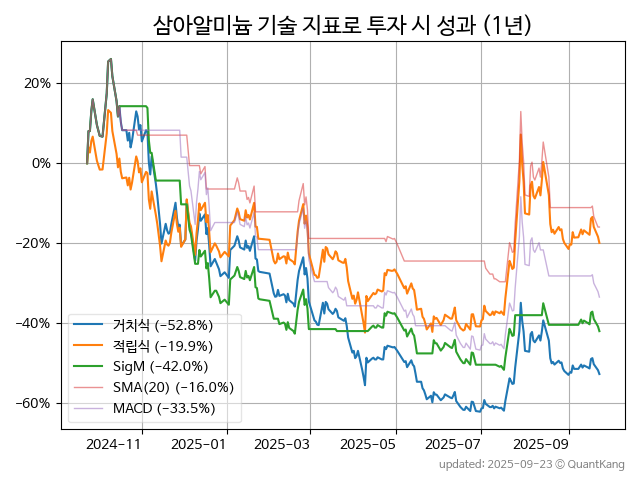 삼아알미늄 기술 지표로 투자 시 성과 (1년)
20%
0%
−20%
−40%
−60%
거치식 (−52.8%)
적립식 (−19.9%)
SigM (−42.0%)
SMA(20) (−16.0%)
MACD (−33.5%)
2024-11 2025-01 2025-03 2025-05 2025-07 2025-09
updated: 2025-09-23 © QuantKang